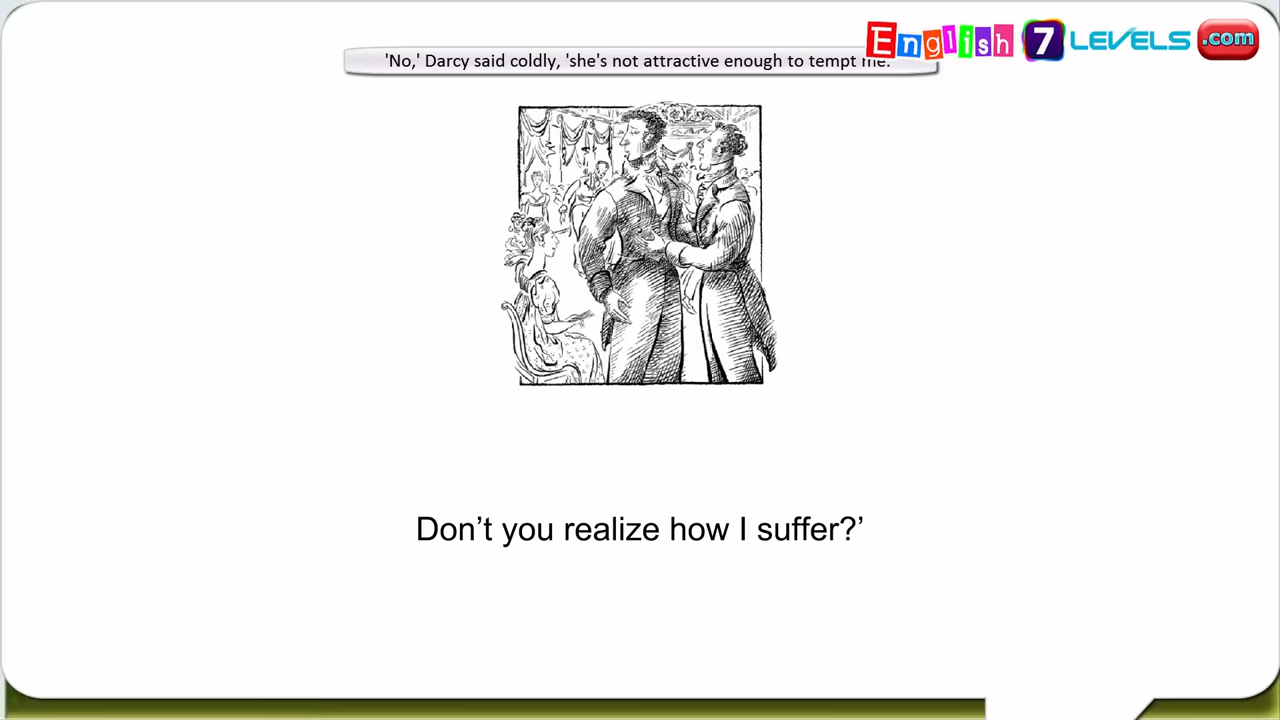 English 7 LEVELS .com
'No,' Darcy said coldly, 'she's not attractive enough to tempt me.'
Don’t you realize how I suffer?’